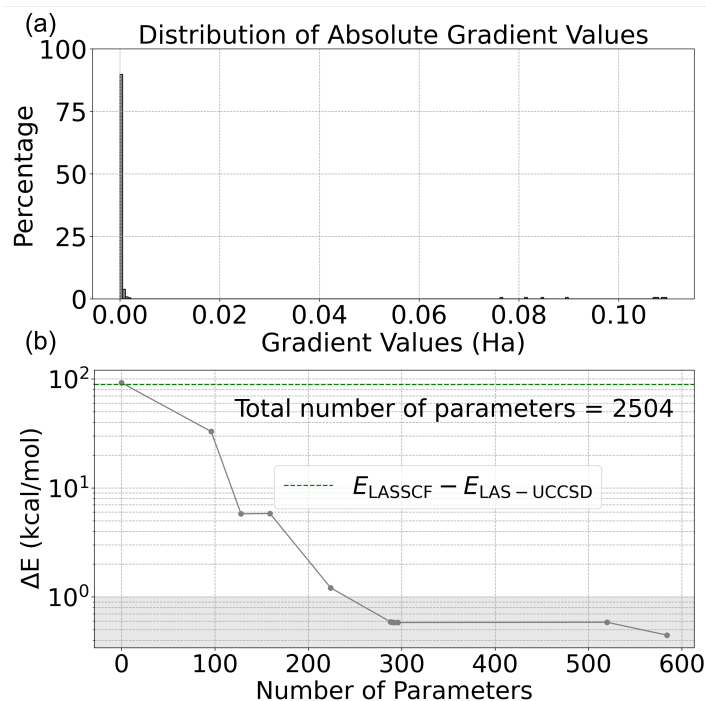 (a)
Distribution of Absolute Gradient Values
Percentage
100
75
50
25
0
0.00 0.02 0.04 0.06 0.08 0.10
Gradient Values (Ha)
(b)
ΔE (kcal/mol)
10²
10¹
10⁰
Total number of parameters = 2504
E_LASSCF − E_LAS − UCCSD
0 100 200 300 400 500 600
Number of Parameters